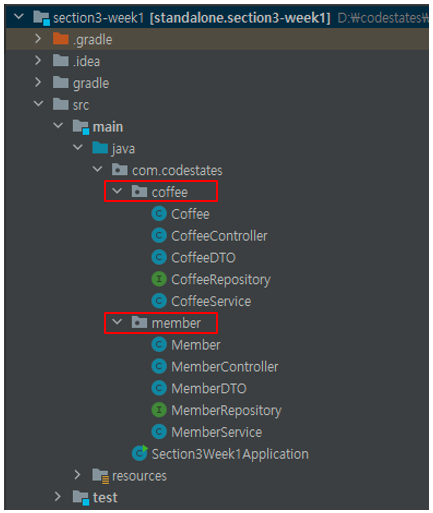 section3-week1 [standalone.section3-week1] D:₩codestates₩
.gradle
.idea
gradle
src
main
java
com.codestates
coffee
Coffee
CoffeeController
CoffeeDTO
CoffeeRepository
CoffeeService
member
Member
MemberController
MemberDTO
MemberRepository
MemberService
Section3Week1Application
resources
test